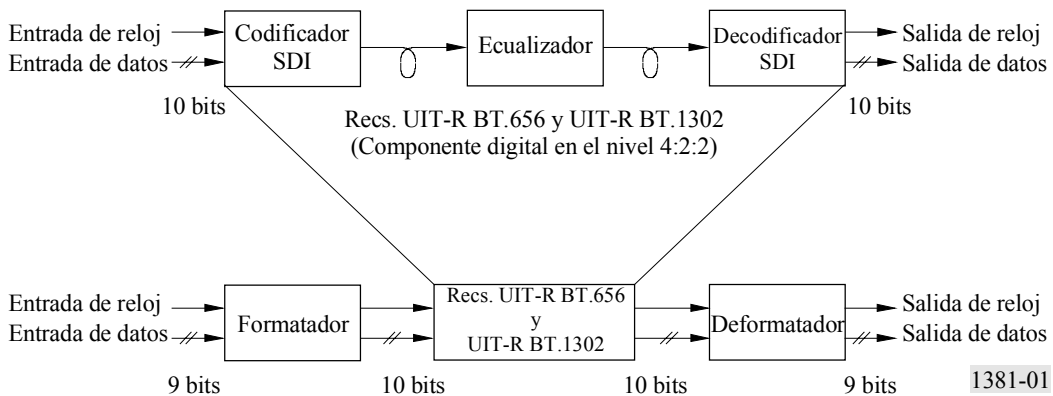 Entrada de reloj
Entrada de datos
10 bits
Codificador
SDI
Ecualizador
Decodificador
SDI
Salida de reloj
Salida de datos
10 bits
Recs. UIT-R BT.656 y UIT-R BT.1302
(Componente digital en el nivel 4:2:2)
Entrada de reloj
Entrada de datos
9 bits
Formatador
10 bits
Recs. UIT-R BT.656
y
UIT-R BT.1302
10 bits
Deformatador
Salida de reloj
Salida de datos
9 bits
1381-01